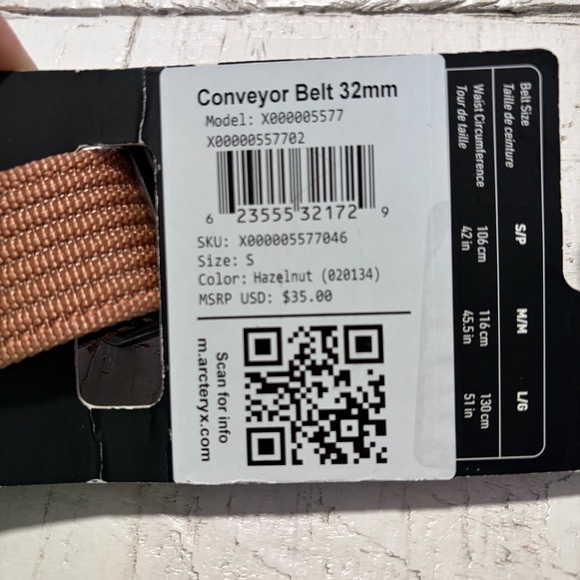 Conveyor Belt 32mm
Model: X000005577
X00000557702
6 23555 32172 9
SKU: X000005577046
Size: S
Color: Hazelnut (020134)
MSRP USD: $35.00
Scan for info
m.arcteryx.com
Belt Size
Taille de ceinture
S/P
M/M
L/G
Waist Circumference
Tour de taille
106 cm
42 in
116 cm
45.5 in
130 cm
51 in